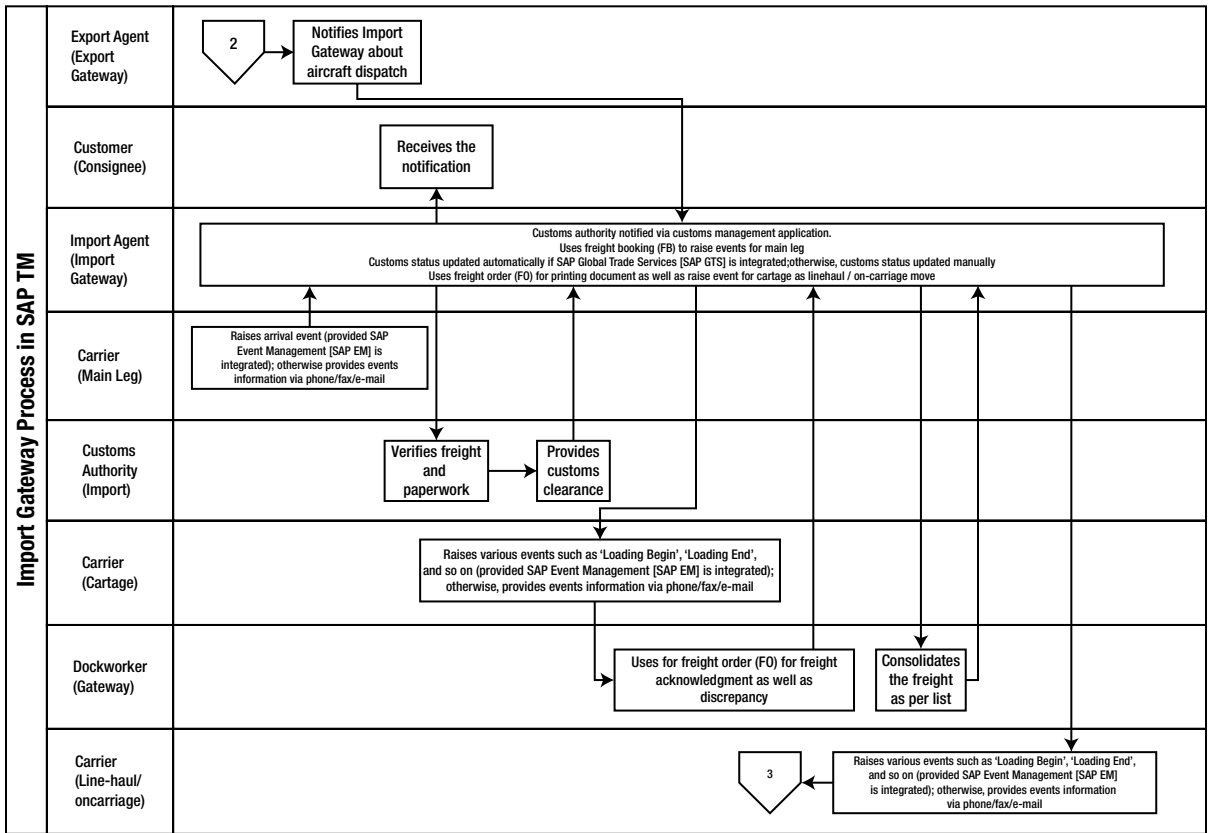 Import Gateway Process in SAP TM
Export Agent
(Export
Gateway)
2
Notifies Import
Gateway about
aircraft dispatch
Customer
(Consignee)
Receives the
notification
Import Agent
(Import
Gateway)
Customs authority notified via customs management application.
Uses freight booking (FB) to raise events for main leg
Customs status updated automatically if SAP Global Trade Services [SAP GTS] is integrated;otherwise, customs status updated manually
Uses freight order (FO) for printing document as well as raise event for cartage as linehaul / on-carriage move
Carrier
(Main Leg)
Raises arrival event (provided SAP
Event Management [SAP EM] is
integrated); otherwise provides events
information via phone/fax/e-mail
Customs
Authority
(Import)
Verifies freight
and
paperwork
Provides
customs
clearance
Carrier
(Cartage)
Raises various events such as ‘Loading Begin’, ‘Loading End’,
and so on (provided SAP Event Management [SAP EM] is integrated);
otherwise, provides events information via phone/fax/e-mail
Dockworker
(Gateway)
Uses for freight order (FO) for freight
acknowledgment as well as
discrepancy
Consolidates
the freight
as per list
Carrier
(Line-haul/
oncarriage)
3
Raises various events such as ‘Loading Begin’, ‘Loading End’,
and so on (provided SAP Event Management [SAP EM]
is integrated); otherwise, provides events information
via phone/fax/e-mail